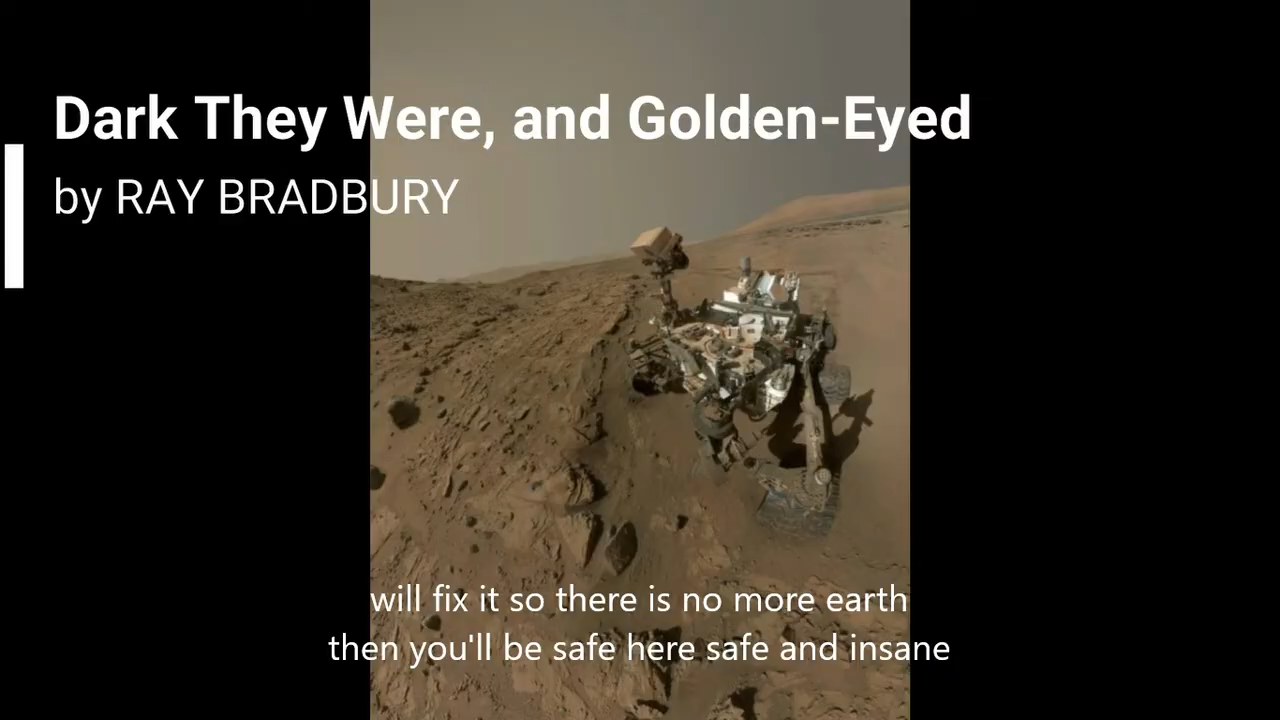 Dark They Were, and Golden-Eyed
by RAY BRADBURY
will fix it so there is no more earth
then you'll be safe here safe and insane